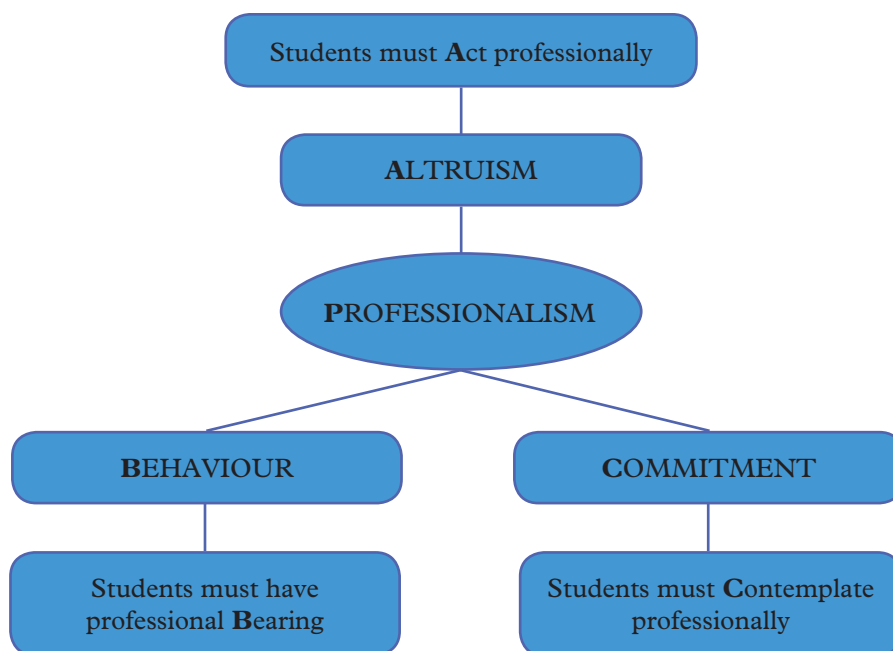 Students must Act professionally
ALTRUISM
PROFESSIONALISM
BEHAVIOUR
COMMITMENT
Students must have
professional Bearing
Students must Contemplate
professionally